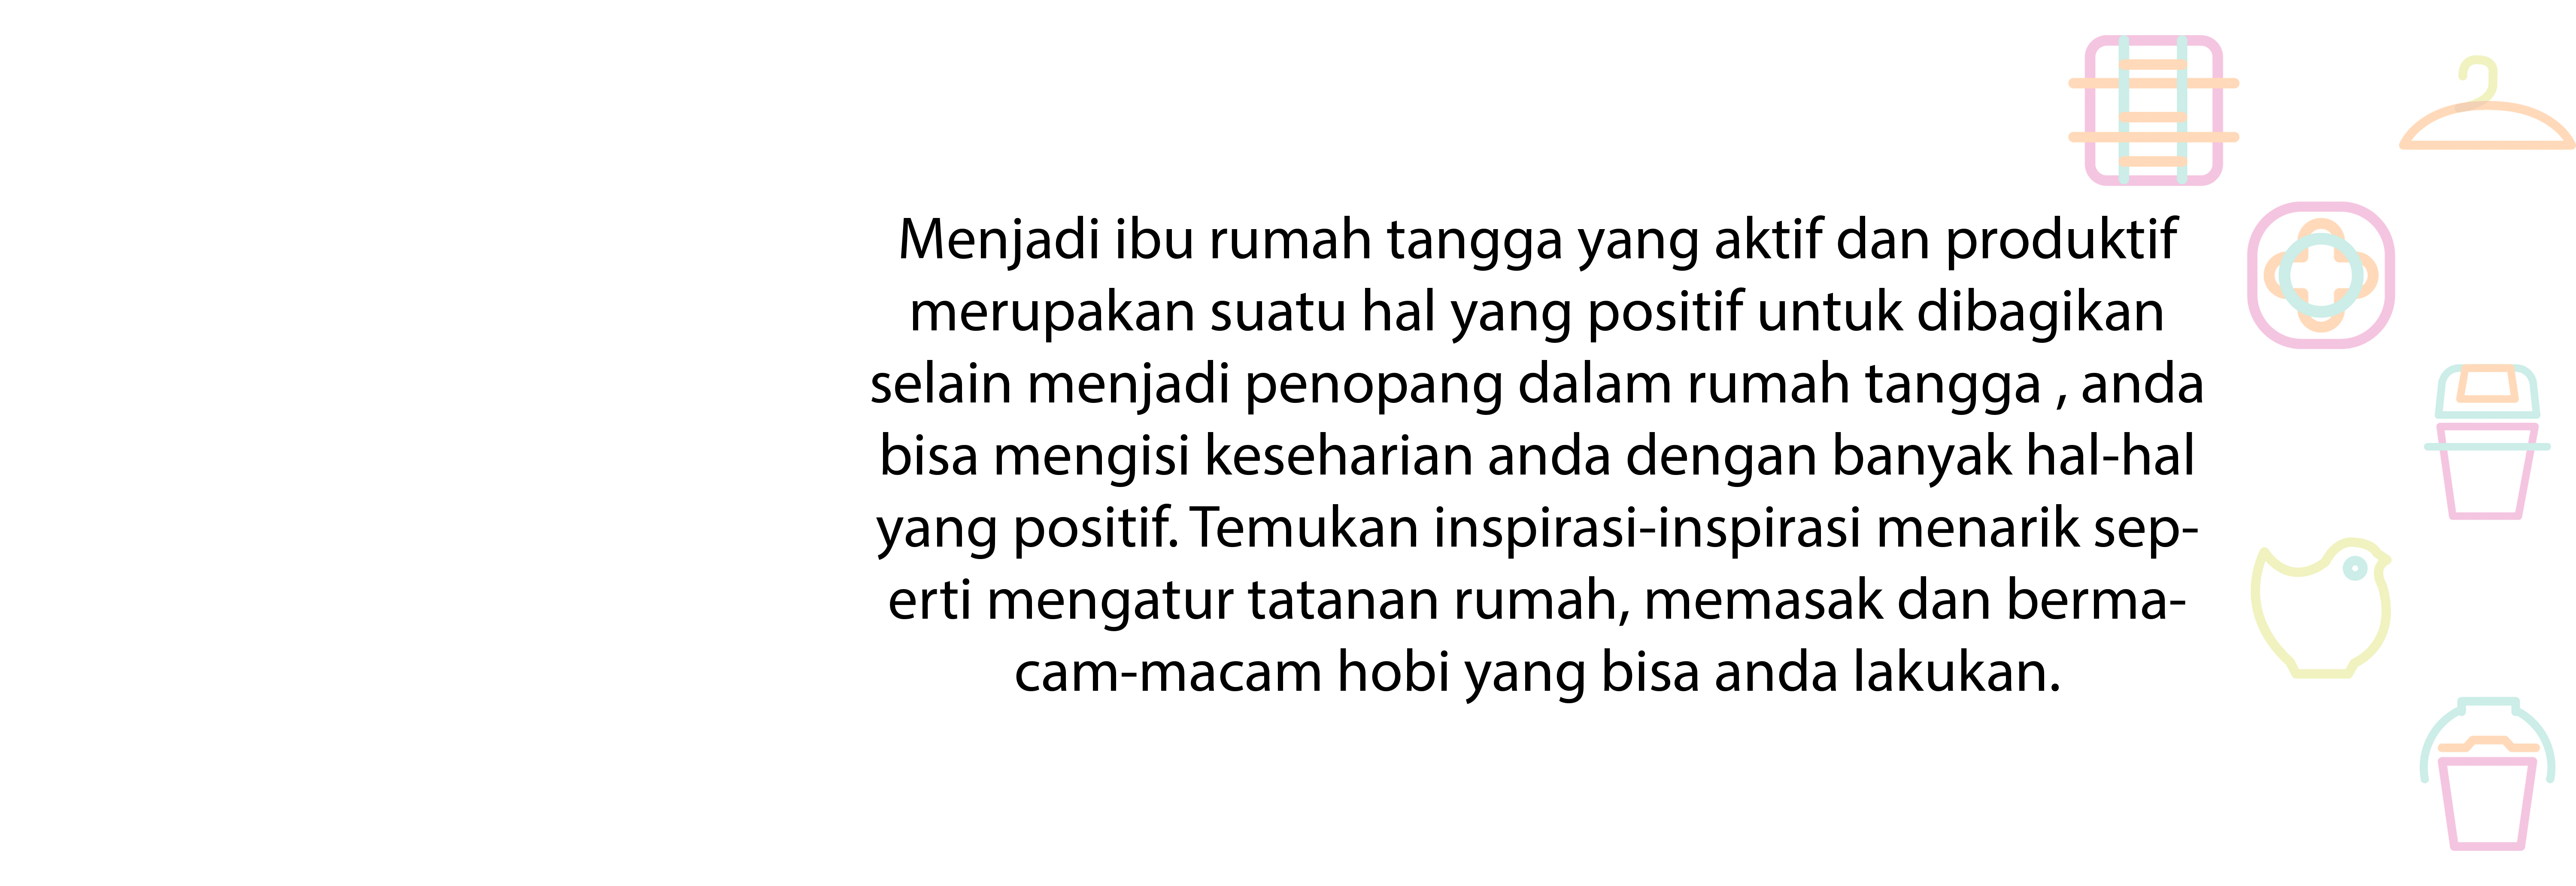 Menjadi ibu rumah tangga yang aktif dan produktif
merupakan suatu hal yang positif untuk dibagikan
selain menjadi penopang dalam rumah tangga , anda
bisa mengisi keseharian anda dengan banyak hal-hal
yang positif. Temukan inspirasi-inspirasi menarik sep-
erti mengatur tatanan rumah, memasak dan berma-
cam-macam hobi yang bisa anda lakukan.